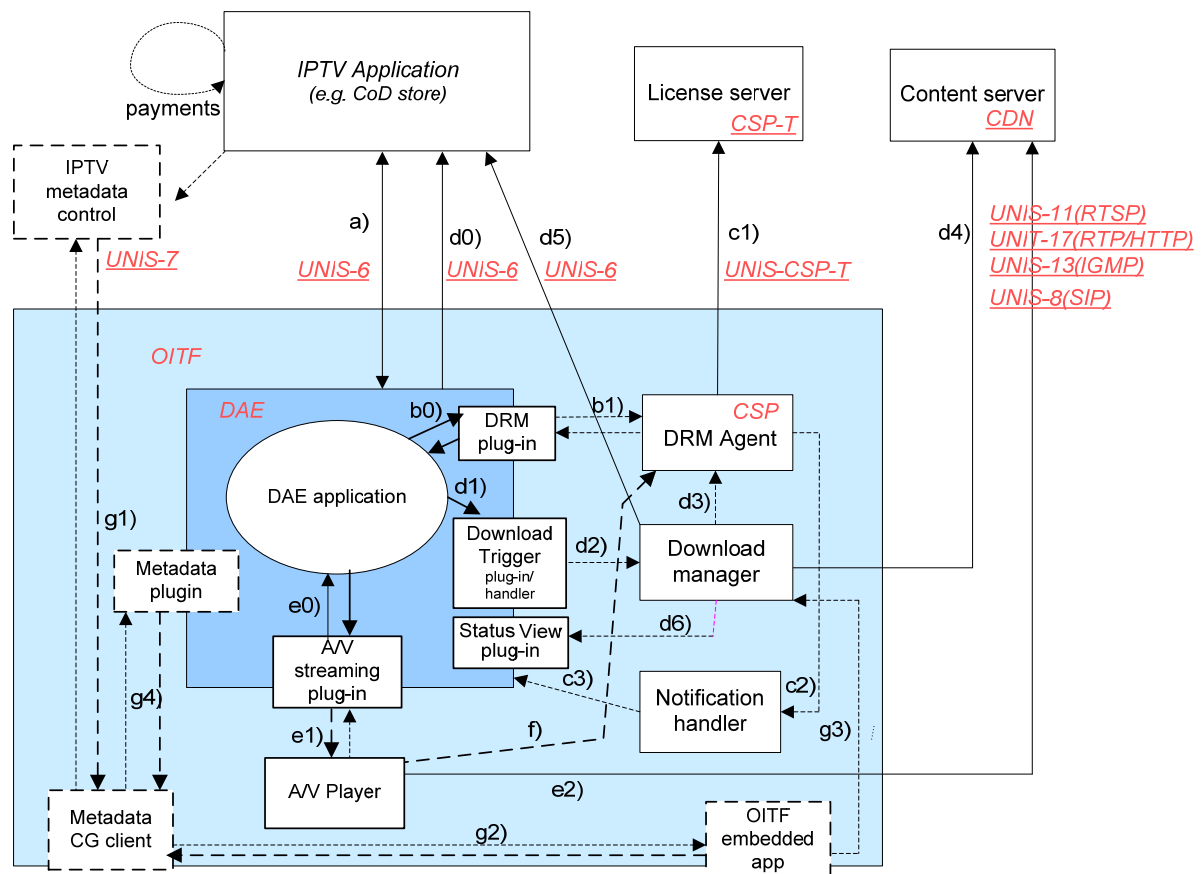 IPTV Application
(e.g. CoD store)
payments
License server
CSP-T
Content server
CDN
IPTV
metadata
control
UNIS-7
a)
UNIS-6
d0)
UNIS-6
d5)
UNIS-6
c1)
UNIS-CSP-T
d4)
UNIS-11(RTSP)
UNIT-17(RTP/HTTP)
UNIS-13(IGMP)
UNIS-8(SIP)
OITF
DAE
b0)
DRM
plug-in
b1)
CSP
DRM Agent
DAE application
d1)
d3)
g1)
Download
Trigger
plug-in/
handler
d2)
Download
manager
Metadata
plugin
e0)
d6)
Status View
plug-in
A/V
streaming
plug-in
c3)
c2)
Notification
handler
g4)
e1)
f)
g3)
A/V Player
e2)
Metadata
CG client
g2)
OITF
embedded
app